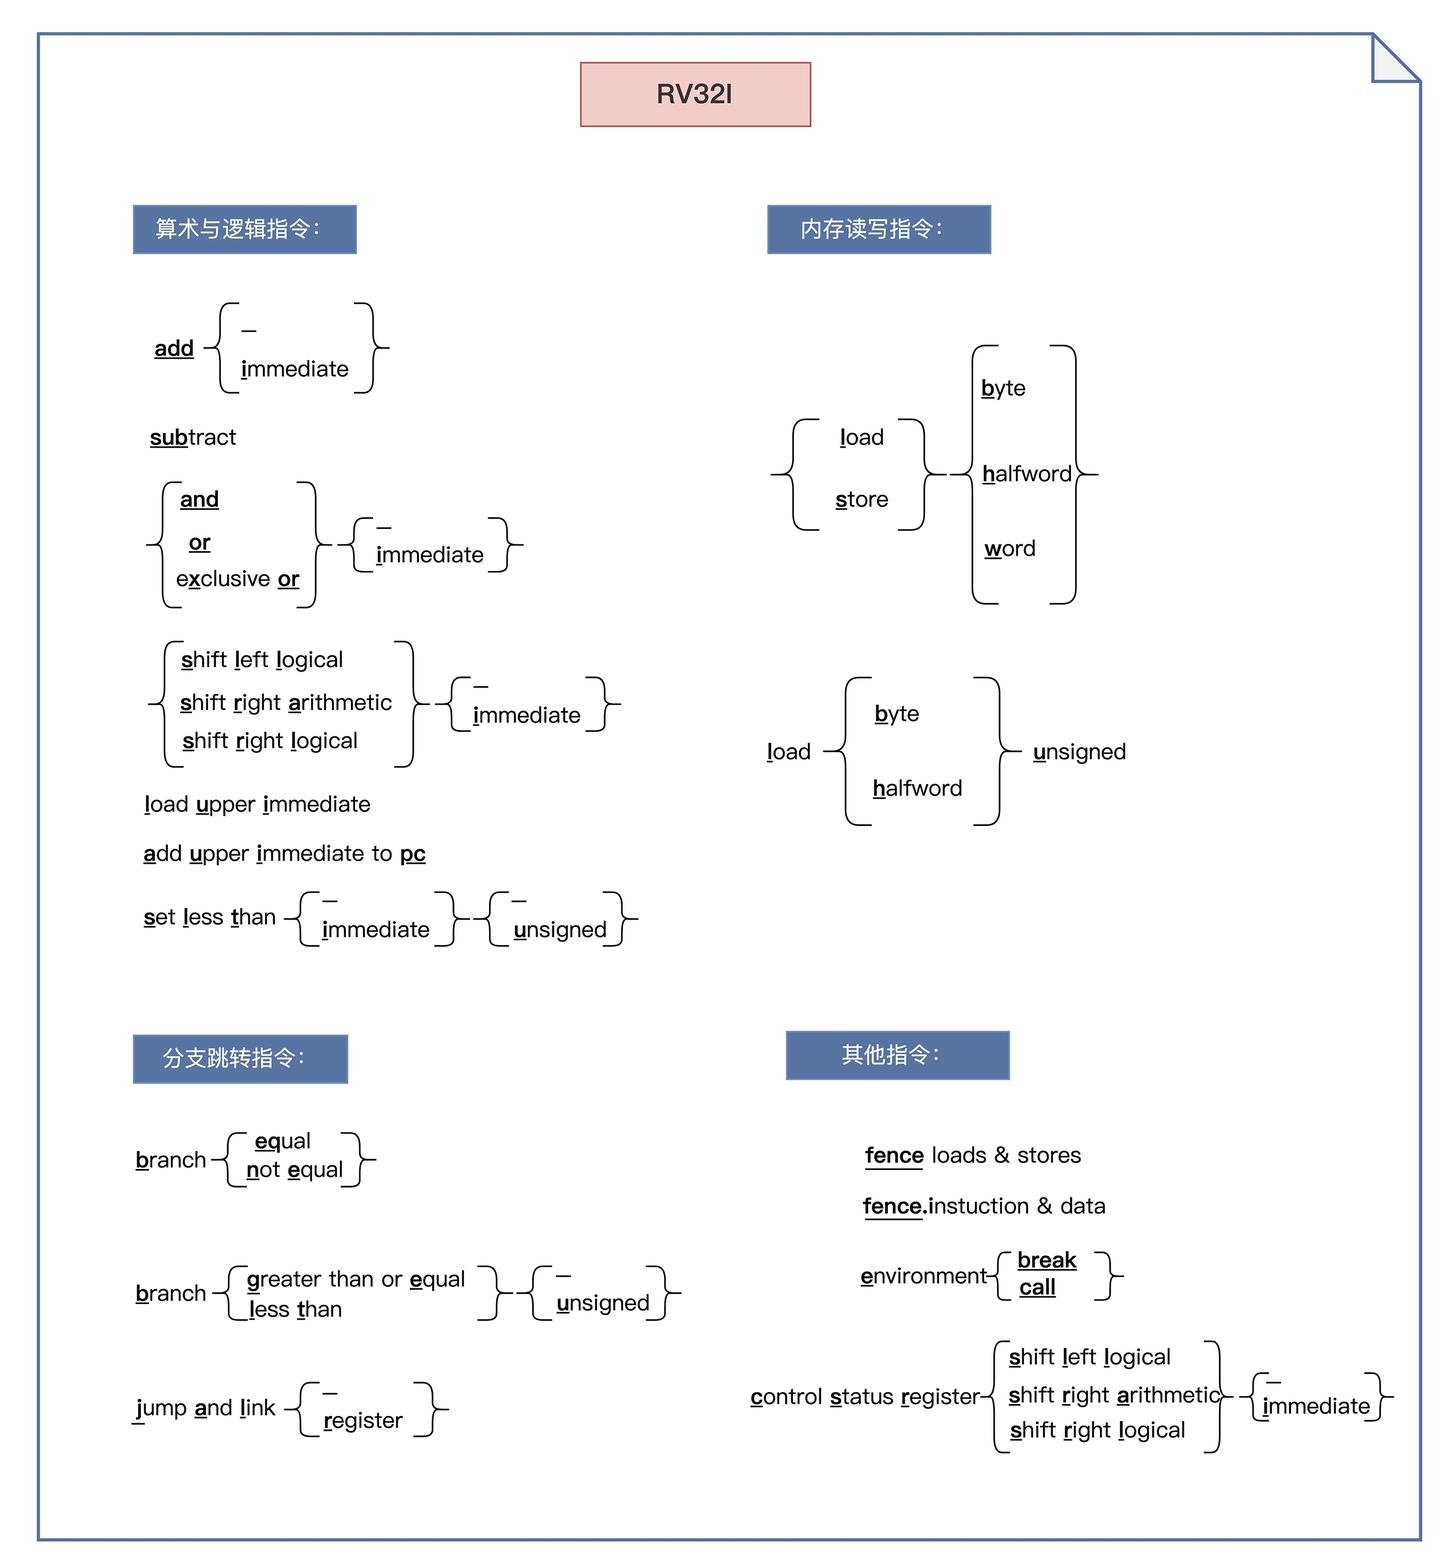 RV32I
算术与逻辑指令：
add
_
immediate
subtract
and
or
exclusive or
_
immediate
shift left logical
shift right arithmetic
shift right logical
_
immediate
load upper immediate
add upper immediate to pc
set less than
_
immediate
_
unsigned
内存读写指令：
load
store
byte
halfword
word
load
byte
halfword
unsigned
分支跳转指令：
branch
equal
not equal
branch
greater than or equal
less than
_
unsigned
jump and link
_
register
其他指令：
fence loads & stores
fence.instuction & data
environment
break
call
control status register
shift left logical
shift right arithmetic
shift right logical
_
immediate